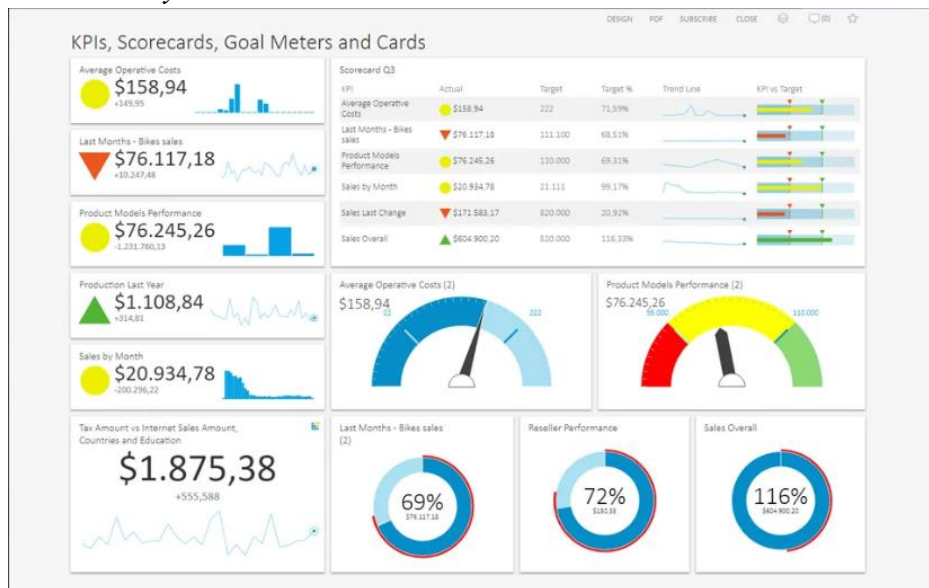 DESIGN PDF SUBSCRIBE CLOSE (0)
KPIs, Scorecards, Goal Meters and Cards
Average Operative Costs
$158,94
+149,95
Last Months - Bikes sales
$76.117,18
+10.247,48
Product Models Performance
$76.245,26
-1.231.760,13
Production Last Year
$1.108,84
+314,81
Sales by Month
$20.934,78
-200.296,22
Tax Amount vs Internet Sales Amount,
Countries and Education
$1.875,38
+555,588
Scorecard Q3
KPI Actual Target Target % Trend Line KPI vs Target
Average Operative
Costs $158,94 222 71,59%
Last Months - Bikes
sales $76.117,18 111.100 68,51%
Product Models
Performance $76.245,26 110.000 69,31%
Sales by Month $20.934,78 21.111 99,17%
Sales Last Change $171.583,17 820.000 20,92%
Sales Overall $604.900,20 520.000 116,33%
Average Operative Costs (2)
$158,94
22 222
Product Models Performance (2)
$76.245,26
56.000 110.000
Last Months - Bikes sales
(2)
69%
$76.117,18
Reseller Performance
72%
Sales Overall
116%
$604.900,20